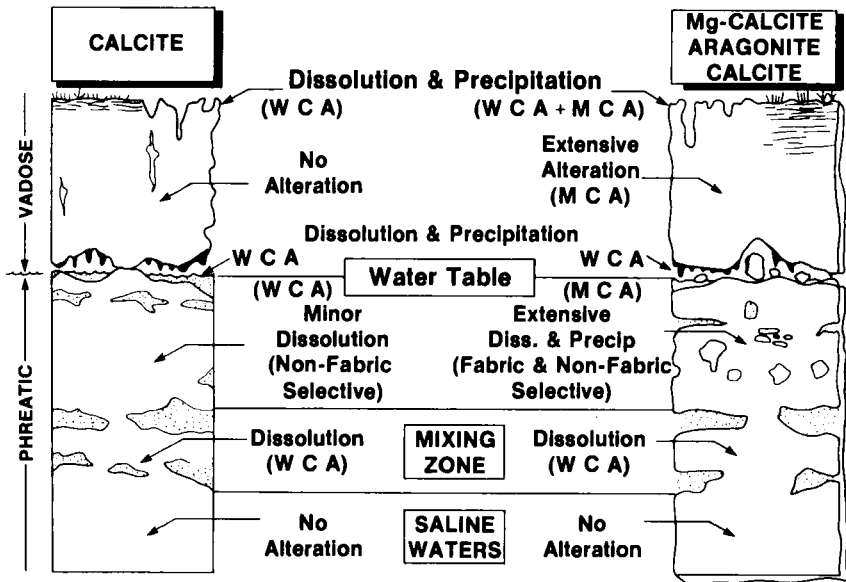 CALCITE
Mg-CALCITE
ARAGONITE
CALCITE
Dissolution & Precipitation
(W C A)
(W C A + M C A)
VADOSE
No
Alteration
Extensive
Alteration
(M C A)
Dissolution & Precipitation
W C A
Water Table
W C A
(W C A)
(M C A)
PHREATIC
Minor
Dissolution
(Non-Fabric
Selective)
Extensive
Diss. & Precip
(Fabric & Non-Fabric
Selective)
Dissolution
(W C A)
MIXING
ZONE
Dissolution
(W C A)
No
Alteration
SALINE
WATERS
No
Alteration